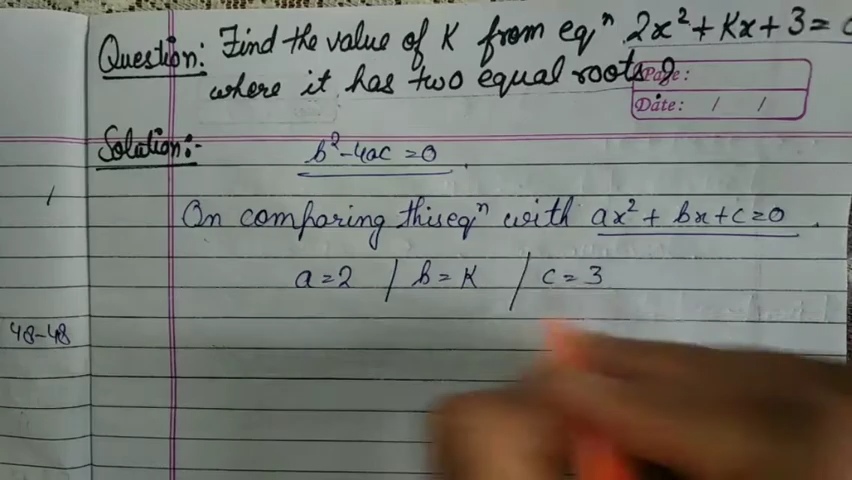 Question: Find the value of K from eqⁿ 2x² + Kx + 3 = 0
where it has two equal roots?
Page:
Date: / /
Solution:-
b² - 4ac = 0
On comparing this eqⁿ with ax² + bx + c = 0.
a = 2 / b = K / c = 3
48-48